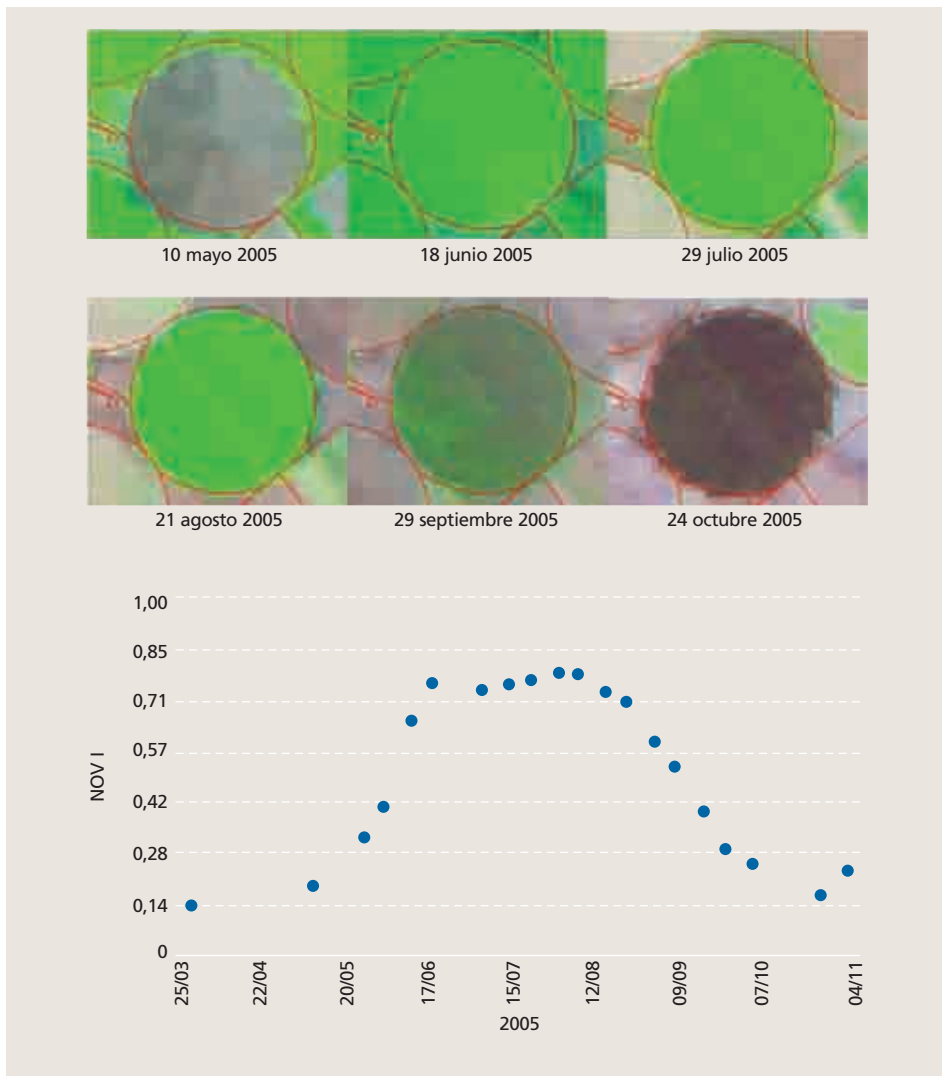 10 mayo 2005 18 junio 2005 29 julio 2005
21 agosto 2005 29 septiembre 2005 24 octubre 2005
1,00
0,85
0,71
0,57
0,42
0,28
0,14
0
NOV I
25/03 22/04 20/05 17/06 15/07 12/08 09/09 07/10 04/11
2005